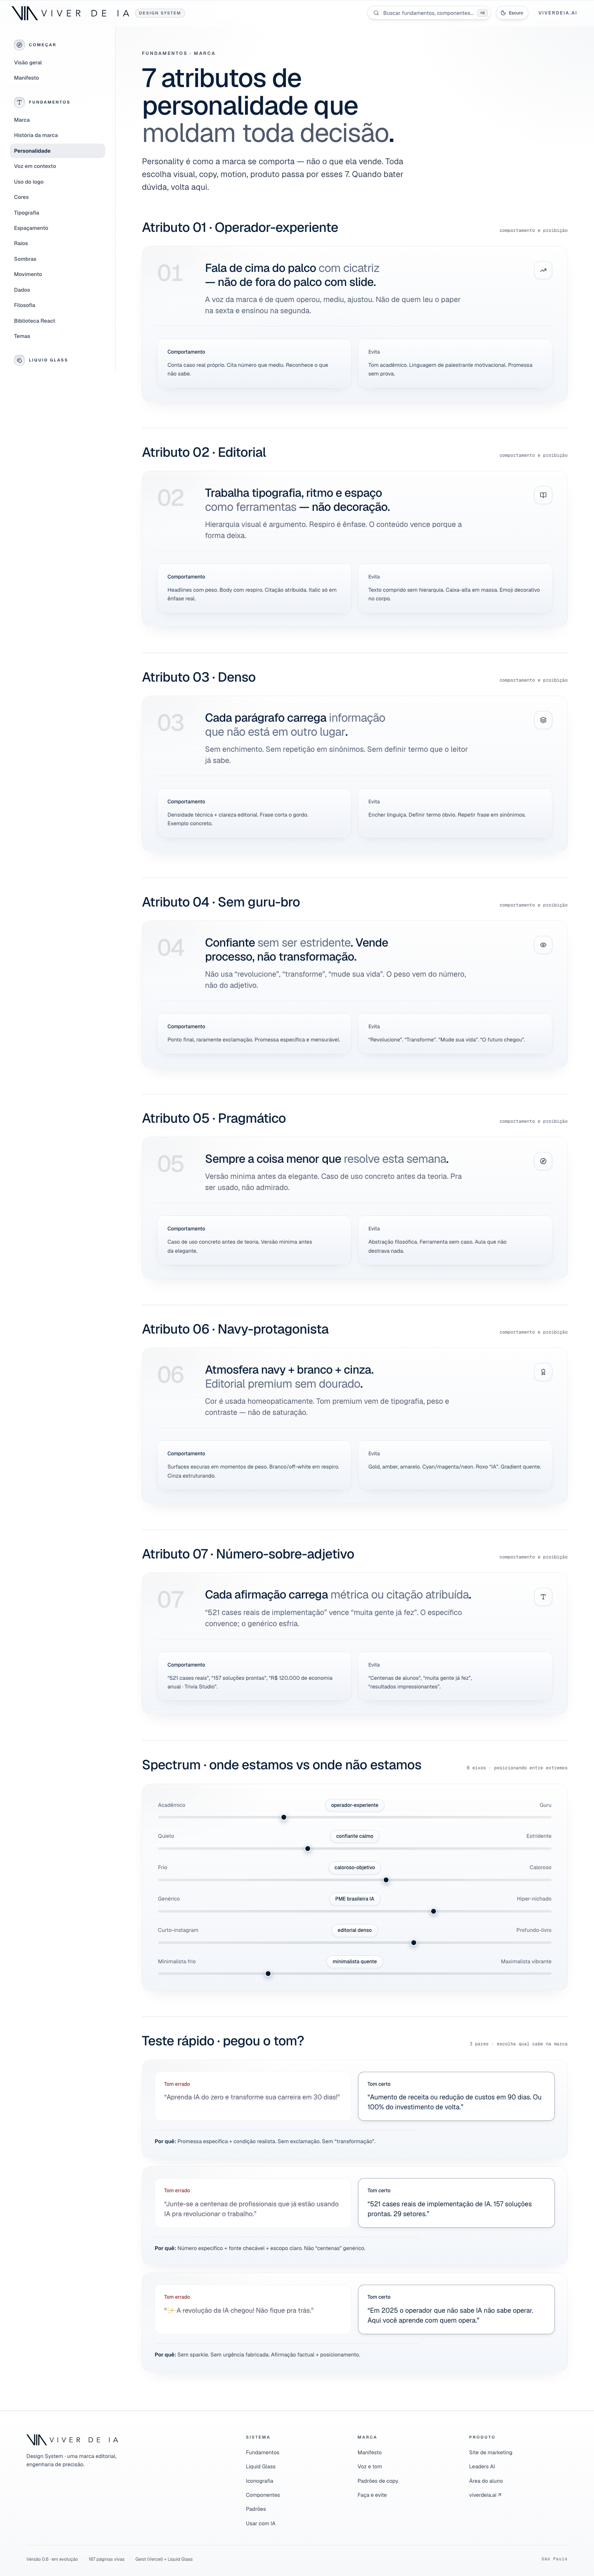 VIVER DE IA
DESIGN SYSTEM
Buscar fundamentos, componentes...
⌘K
Escuro
VIVERDEIA.AI
COMEÇAR
Visão geral
Manifesto
FUNDAMENTOS
Marca
História da marca
Personalidade
Voz em contexto
Uso do logo
Cores
Tipografia
Espaçamento
Raios
Sombras
Movimento
Dados
Filosofia
Biblioteca React
Temas
LIQUID GLASS
FUNDAMENTOS · MARCA
7 atributos de
personalidade que
moldam toda decisão.
Personality é como a marca se comporta — não o que ela vende. Toda
escolha visual, copy, motion, produto passa por esses 7. Quando bater
dúvida, volta aqui.
Atributo 01 · Operador-experiente
comportamento e proibição
01
Fala de cima do palco com cicatriz
— não de fora do palco com slide.
A voz da marca é de quem operou, mediu, ajustou. Não de quem leu o paper
na sexta e ensinou na segunda.
Comportamento
Conta caso real próprio. Cita número que mediu. Reconhece o que
não sabe.
Evita
Tom acadêmico. Linguagem de palestrante motivacional. Promessa
sem prova.
Atributo 02 · Editorial
comportamento e proibição
02
Trabalha tipografia, ritmo e espaço
como ferramentas — não decoração.
Hierarquia visual é argumento. Respiro é ênfase. O conteúdo vence porque a
forma deixa.
Comportamento
Headlines com peso. Body com respiro. Citação atribuída. Italic só em
ênfase real.
Evita
Texto comprido sem hierarquia. Caixa-alta em massa. Emoji decorativo
no corpo.
Atributo 03 · Denso
comportamento e proibição
03
Cada parágrafo carrega informação
que não está em outro lugar.
Sem enchimento. Sem repetição em sinônimos. Sem definir termo que o leitor
já sabe.
Comportamento
Densidade técnica + clareza editorial. Frase corta o gordo.
Exemplo concreto.
Evita
Encher linguiça. Definir termo óbvio. Repetir frase em sinônimos.
Atributo 04 · Sem guru-bro
comportamento e proibição
04
Confiante sem ser estridente. Vende
processo, não transformação.
Não usa "revolucione", "transforme", "mude sua vida". O peso vem do número,
não do adjetivo.
Comportamento
Ponto final, raramente exclamação. Promessa específica e mensurável.
Evita
"Revolucione". "Transforme". "Mude sua vida". "O futuro chegou".
Atributo 05 · Pragmático
comportamento e proibição
05
Sempre a coisa menor que resolve esta semana.
Versão mínima antes da elegante. Caso de uso concreto antes da teoria. Pra
ser usado, não admirado.
Comportamento
Caso de uso concreto antes de teoria. Versão mínima antes
da elegante.
Evita
Abstração filosófica. Ferramenta sem caso. Aula que não
destrava nada.
Atributo 06 · Navy-protagonista
comportamento e proibição
06
Atmosfera navy + branco + cinza.
Editorial premium sem dourado.
Cor é usada homeopaticamente. Tom premium vem de tipografia, peso e
contraste — não de saturação.
Comportamento
Surfaces escuras em momentos de peso. Branco/off-white em respiro.
Cinza estruturando.
Evita
Gold, amber, amarelo. Cyan/magenta/neon. Roxo "IA". Gradient quente.
Atributo 07 · Número-sobre-adjetivo
comportamento e proibição
07
Cada afirmação carrega métrica ou citação atribuída.
"521 cases reais de implementação" vence "muita gente já fez". O específico
convence; o genérico esfria.
Comportamento
"521 cases reais", "157 soluções prontas", "R$ 120.000 de economia
anual · Trivia Studio".
Evita
"Centenas de alunos", "muita gente já fez",
"resultados impressionantes".
Spectrum · onde estamos vs onde não estamos
6 eixos · posicionando entre extremos
Acadêmico
operador-experiente
Guru
Quieto
confiante calmo
Estridente
Frio
caloroso-objetivo
Caloroso
Genérico
PME brasileira IA
Hiper-nichado
Curto-instagram
editorial denso
Profundo-livro
Minimalista frio
minimalista quente
Maximalista vibrante
Teste rápido · pegou o tom?
3 pares · escolha qual cabe na marca
Tom errado
"Aprenda IA do zero e transforme sua carreira em 30 dias!"
Tom certo
"Aumento de receita ou redução de custos em 90 dias. Ou
100% do investimento de volta."
Por quê: Promessa específica + condição realista. Sem exclamação. Sem "transformação".
Tom errado
"Junte-se a centenas de profissionais que já estão usando
IA pra revolucionar o trabalho."
Tom certo
"521 cases reais de implementação de IA. 157 soluções
prontas. 29 setores."
Por quê: Número específico + fonte checável + escopo claro. Não "centenas" genérico.
Tom errado
"✨ A revolução da IA chegou! Não fique pra trás."
Tom certo
"Em 2025 o operador que não sabe IA não sabe operar.
Aqui você aprende com quem opera."
Por quê: Sem sparkle. Sem urgência fabricada. Afirmação factual + posicionamento.
VIVER DE IA
Design System · uma marca editorial,
engenharia de precisão.
SISTEMA
Fundamentos
Liquid Glass
Iconografia
Componentes
Padrões
Usar com IA
MARCA
Manifesto
Voz e tom
Padrões de copy
Faça e evite
PRODUTO
Site de marketing
Leaders AI
Área do aluno
viverdeia.ai ↗
Versão 0.6 · em evolução
167 páginas vivas
Geist (Vercel) + Liquid Glass
São Paulo